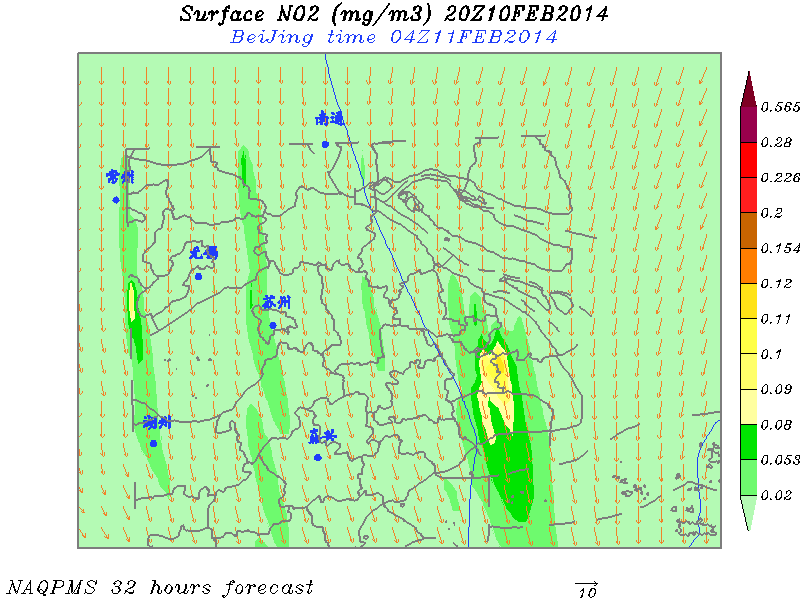 Surface NO2 (mg/m3) 20Z10FEB2014
BeiJing time 04Z11FEB2014
南通
常州
无锡
苏州
湖州
嘉兴
0.565
0.28
0.226
0.2
0.154
0.12
0.11
0.1
0.09
0.08
0.053
0.02
NAQPMS 32 hours forecast
10